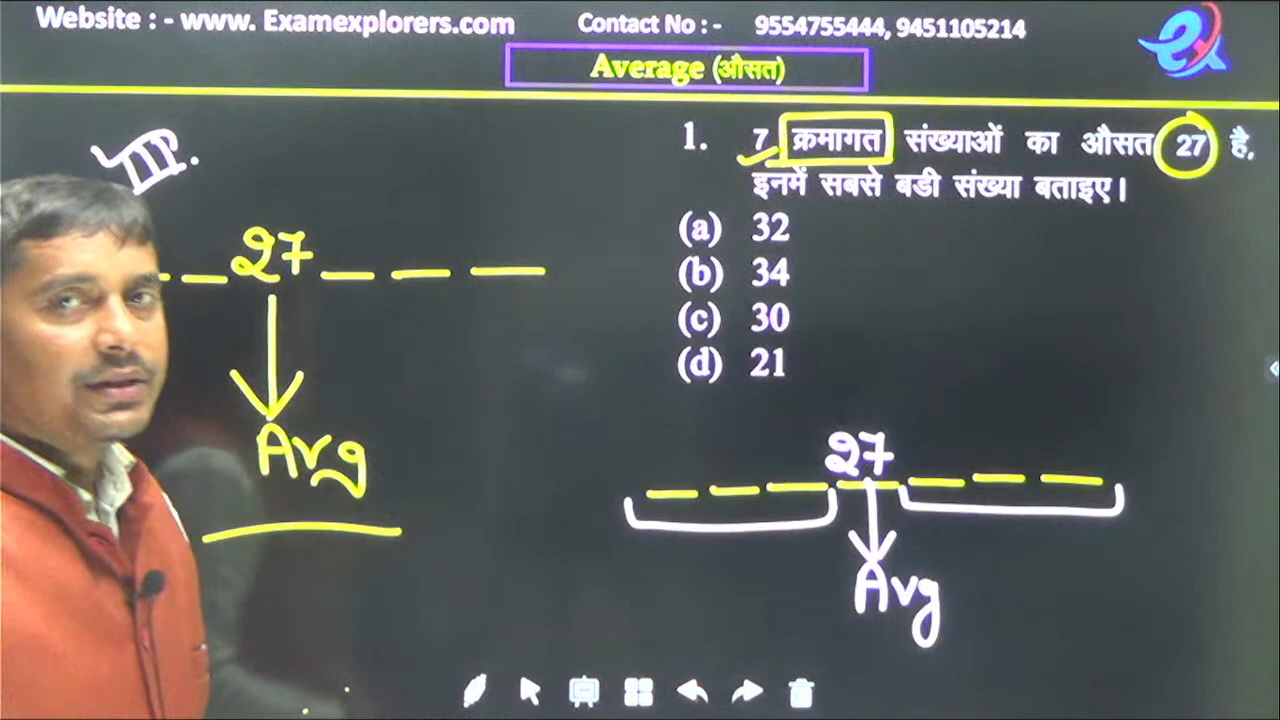 Website : - www. Examexplorers.com Contact No : - 9554755444, 9451105214
ex
Average (औसत)
III.
27
Avg
1. 7 क्रमागत संख्याओं का औसत 27 है,
इनमें सबसे बडी संख्या बताइए।
(a) 32
(b) 34
(c) 30
(d) 21
27
Avg